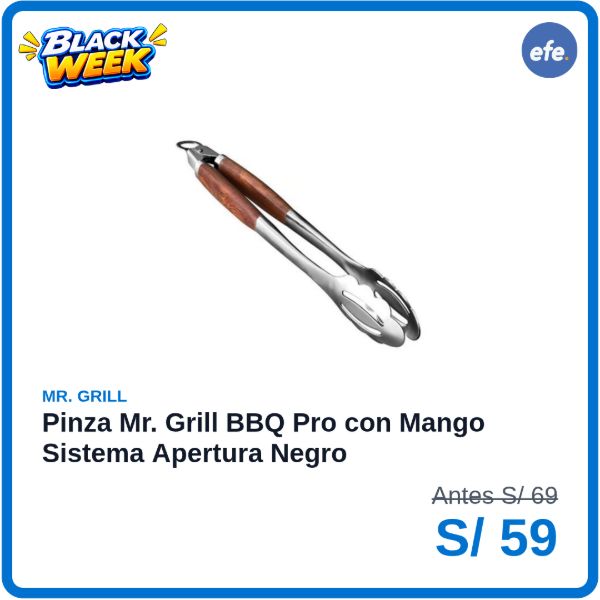 BLACK
WEEK
efe.
MR. GRILL
Pinza Mr. Grill BBQ Pro con Mango
Sistema Apertura Negro
Antes S/ 69
S/ 59